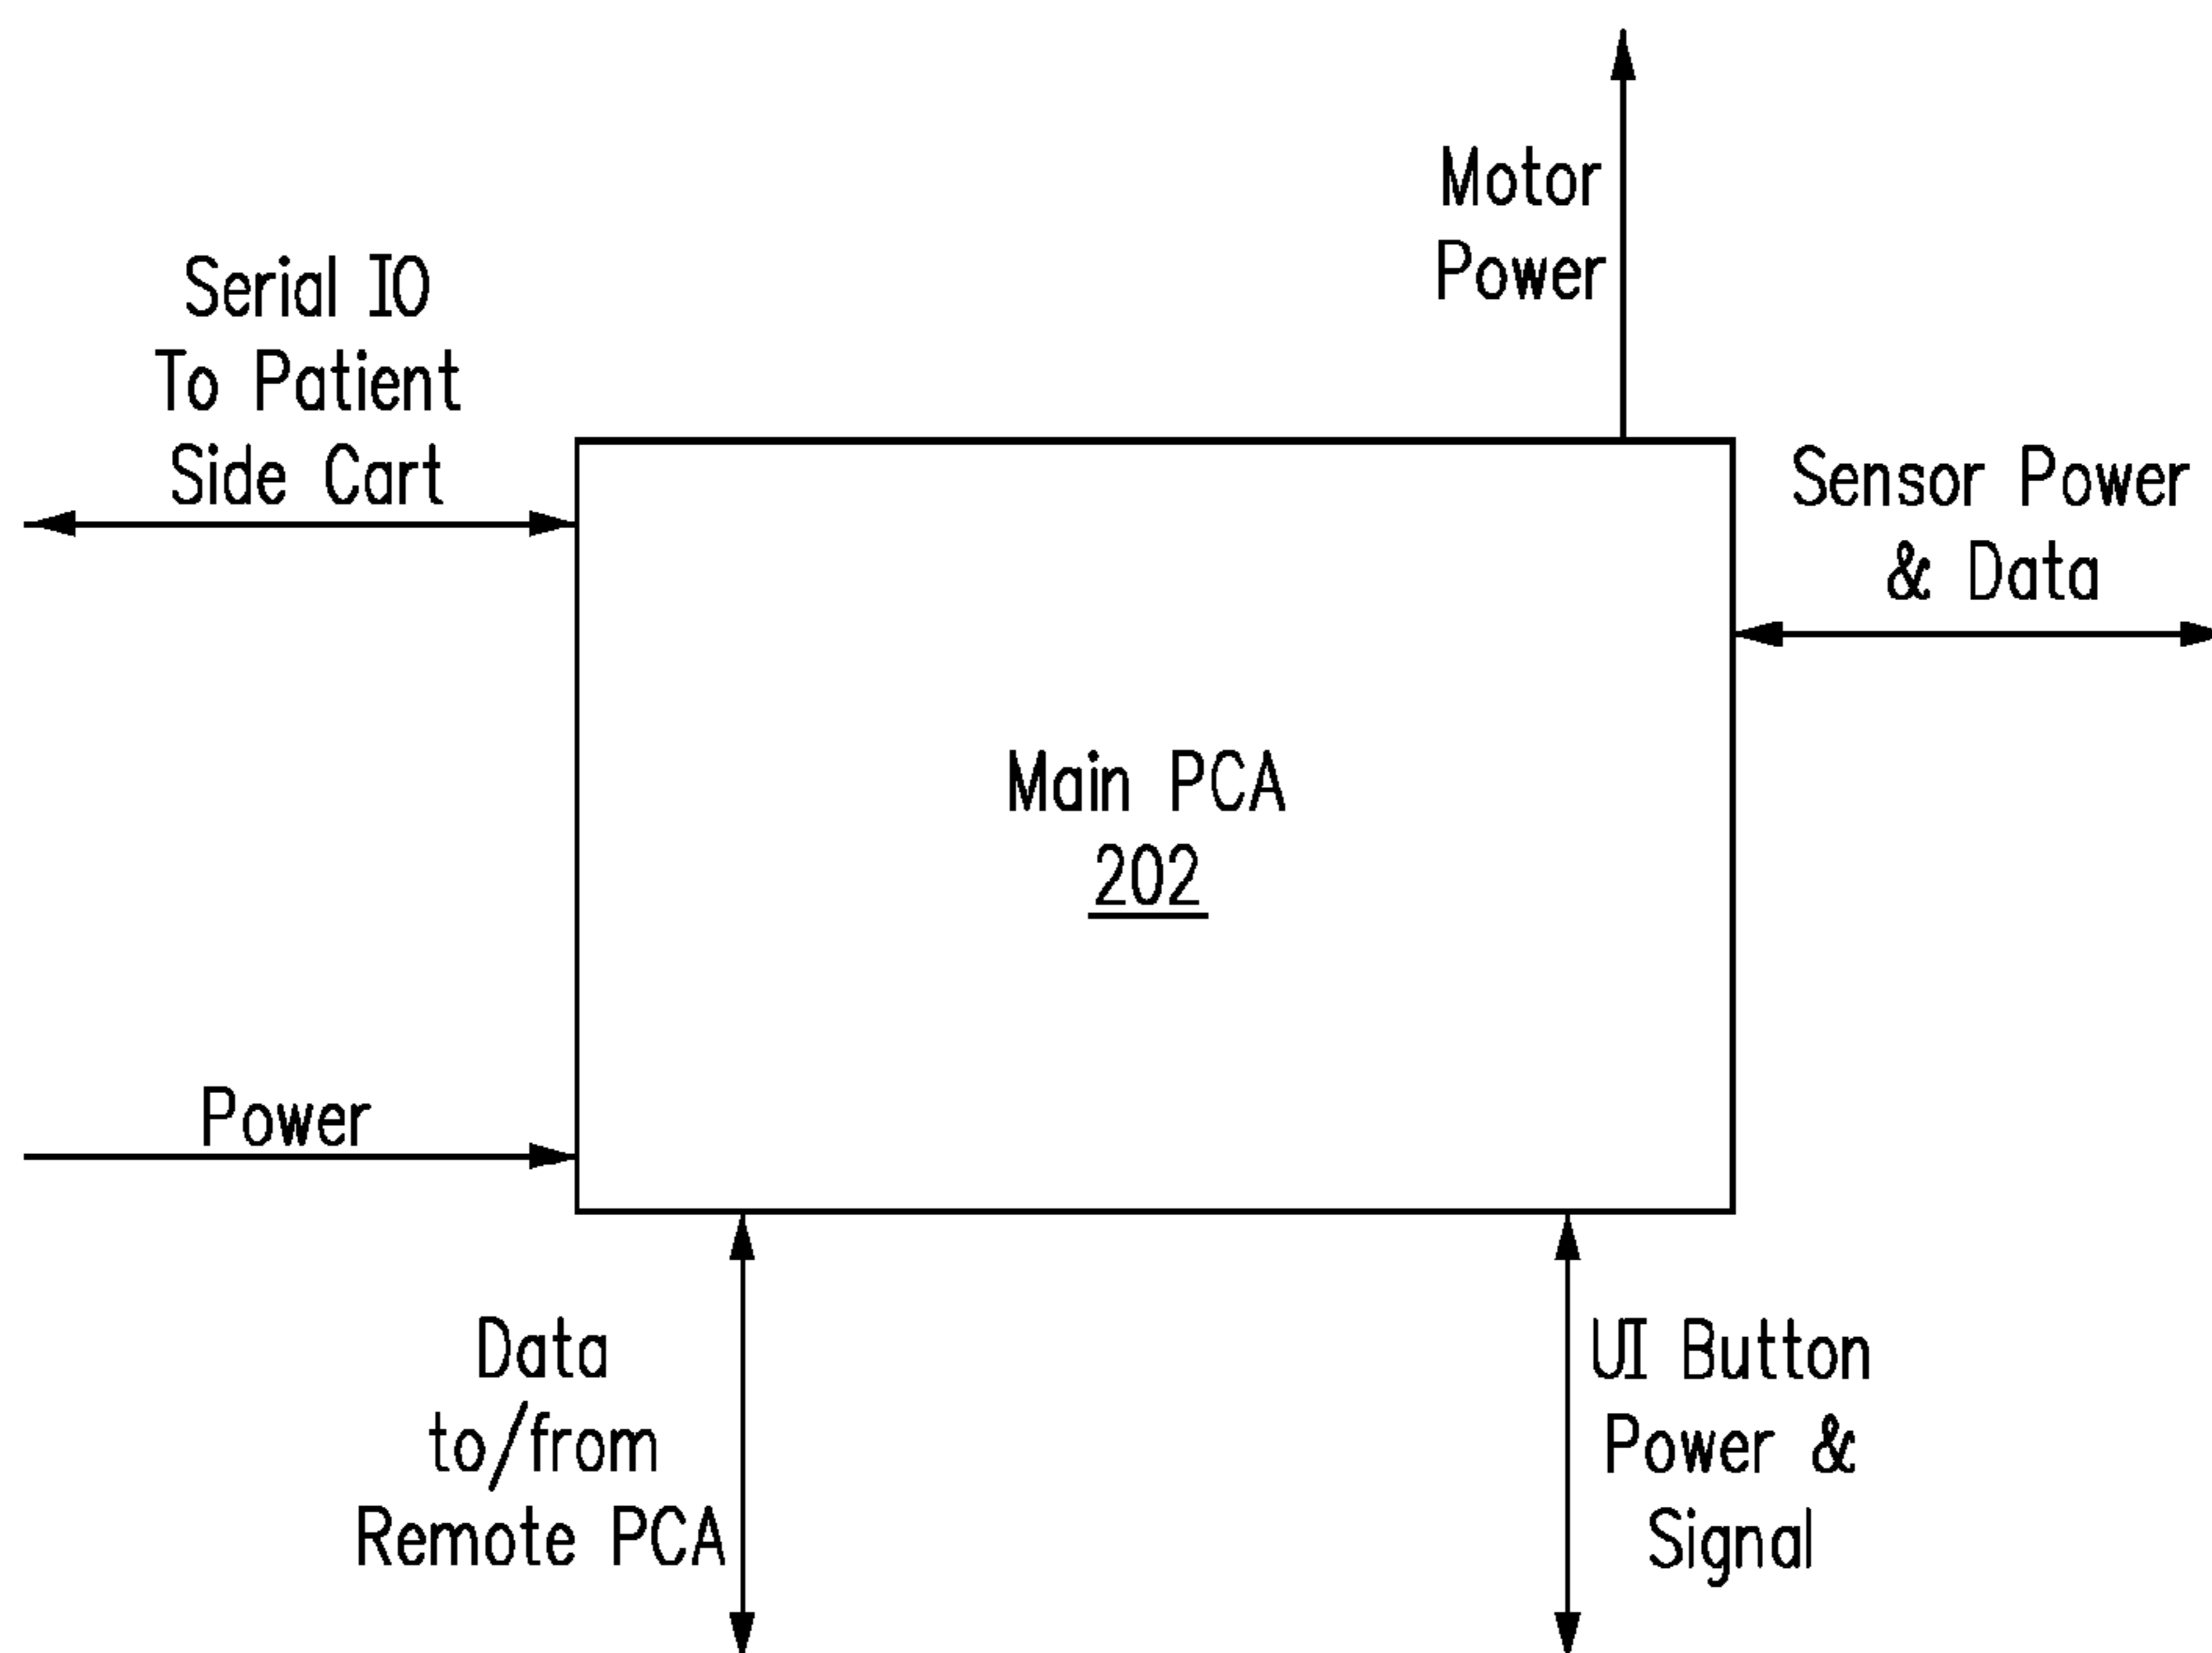 Motor
Power
Serial IO
To Patient
Side Cart
Sensor Power
& Data
Main PCA
202
Power
Data
to/from
Remote PCA
UI Button
Power &
Signal